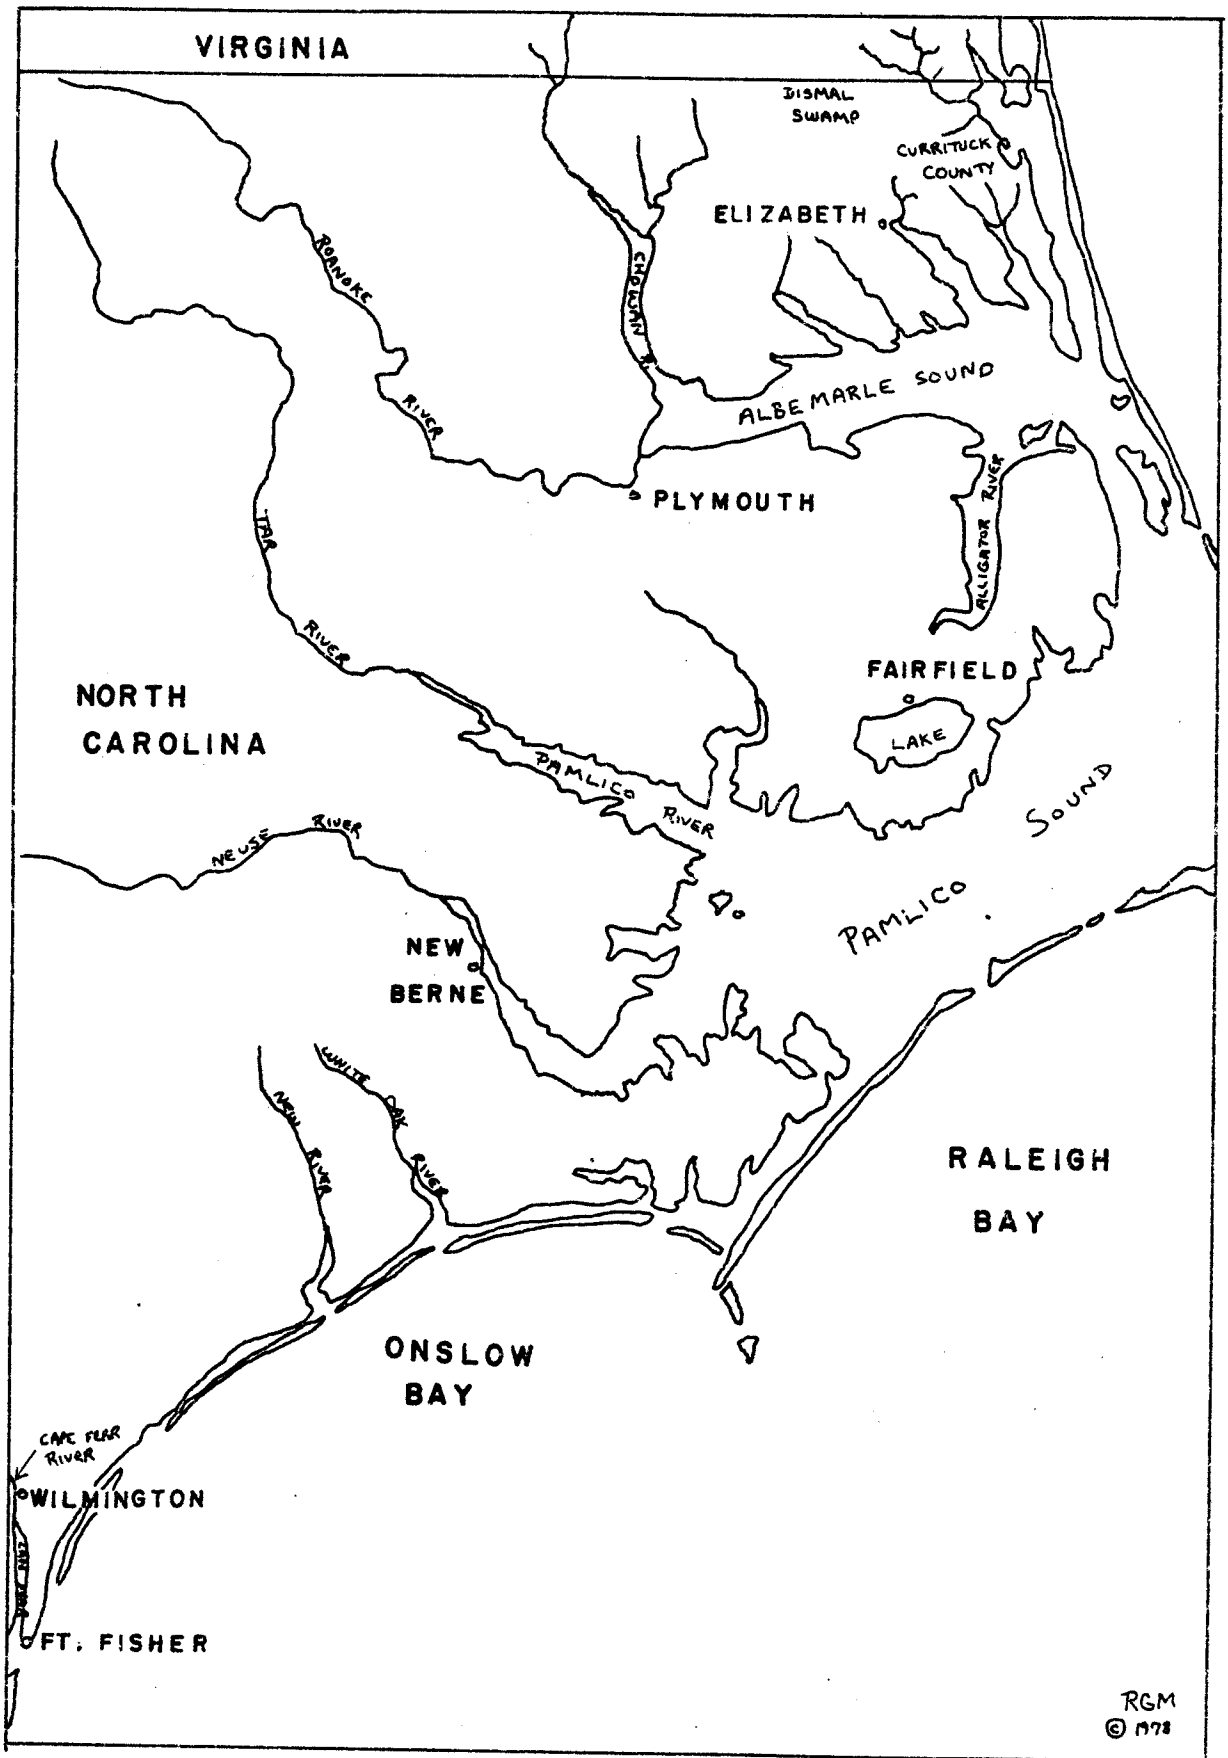 VIRGINIA
DISMAL
SWAMP
CURRITUCK
COUNTY
ELIZABETH
ROANOKE
RIVER
CHOWAN R.
ALBEMARLE SOUND
PLYMOUTH
ALLIGATOR RIVER
TAR
RIVER
FAIRFIELD
LAKE
NORTH
CAROLINA
PAMLICO
RIVER
NEUSE RIVER
PAMLICO
SOUND
NEW
BERNE
NEW
RIVER
WHITE
OAK
RIVER
RALEIGH
BAY
ONSLOW
BAY
CAPE FEAR
RIVER
WILMINGTON
FT. FISHER
RGM
© 1978